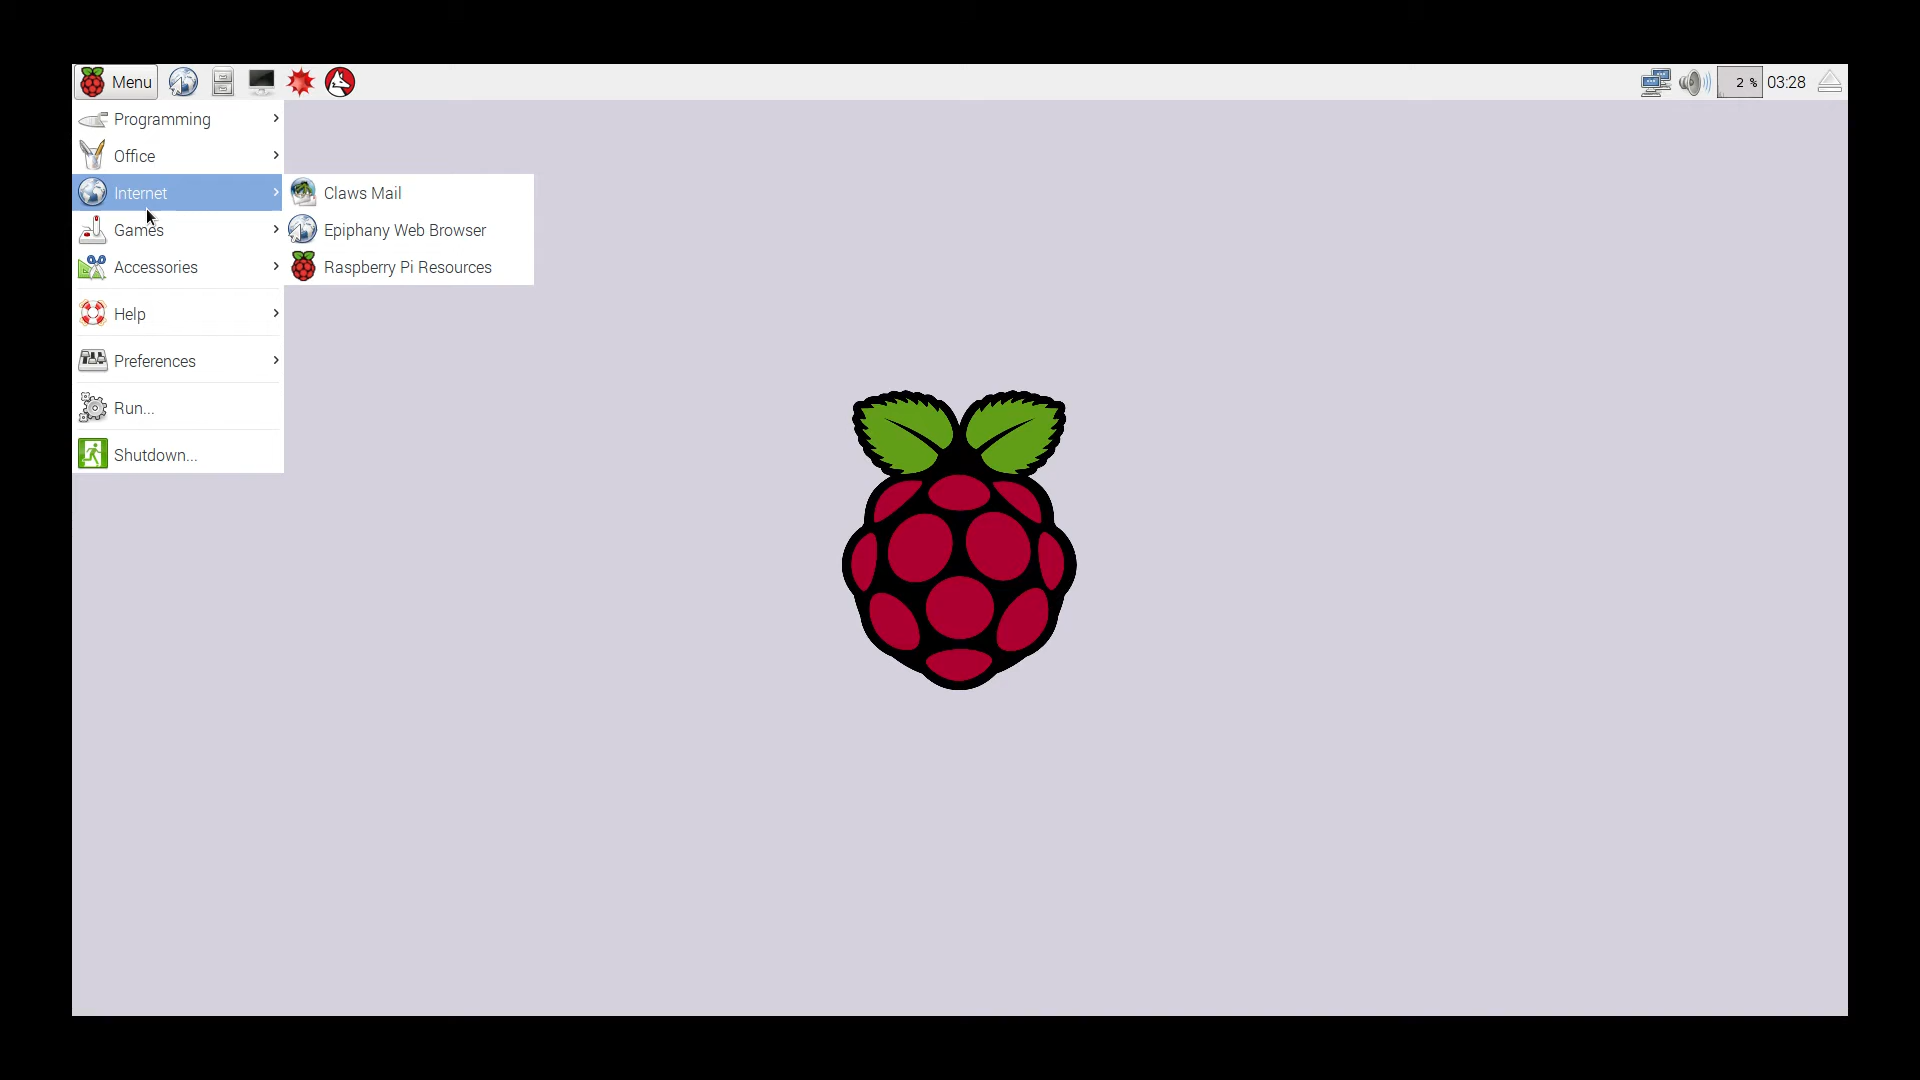 Menu
2 %
03:28
Programming
Office
Internet
Games
Accessories
Help
Preferences
Run...
Shutdown...
Claws Mail
Epiphany Web Browser
Raspberry Pi Resources